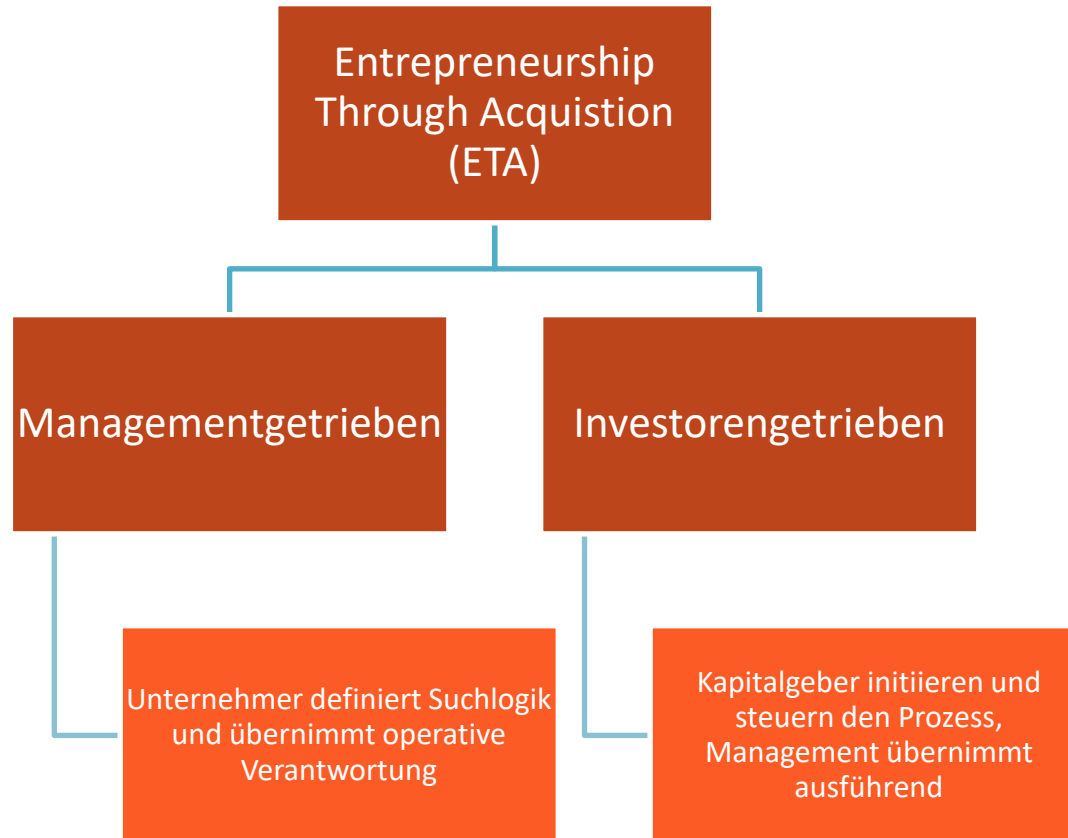 Entrepreneurship
Through Acquistion
(ETA)
Managementgetrieben
Investorengetrieben
Unternehmer definiert Suchlogik
und übernimmt operative
Verantwortung
Kapitalgeber initiieren und
steuern den Prozess,
Management übernimmt
ausführend